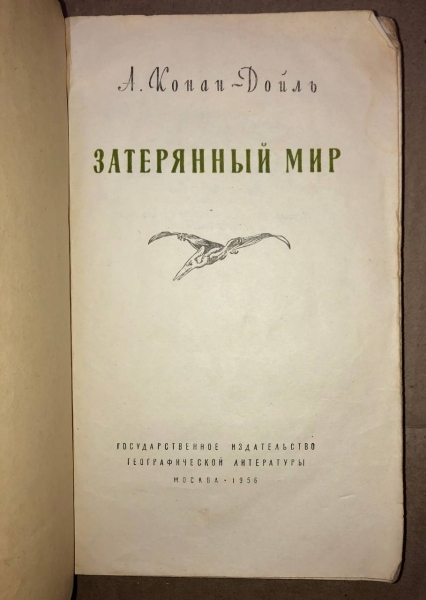 А. Конан-Дойль
ЗАТЕРЯННЫЙ МИР
ГОСУДАРСТВЕННОЕ ИЗДАТЕЛЬСТВО
ГЕОГРАФИЧЕСКОЙ ЛИТЕРАТУРЫ
МОСКВА • 1956